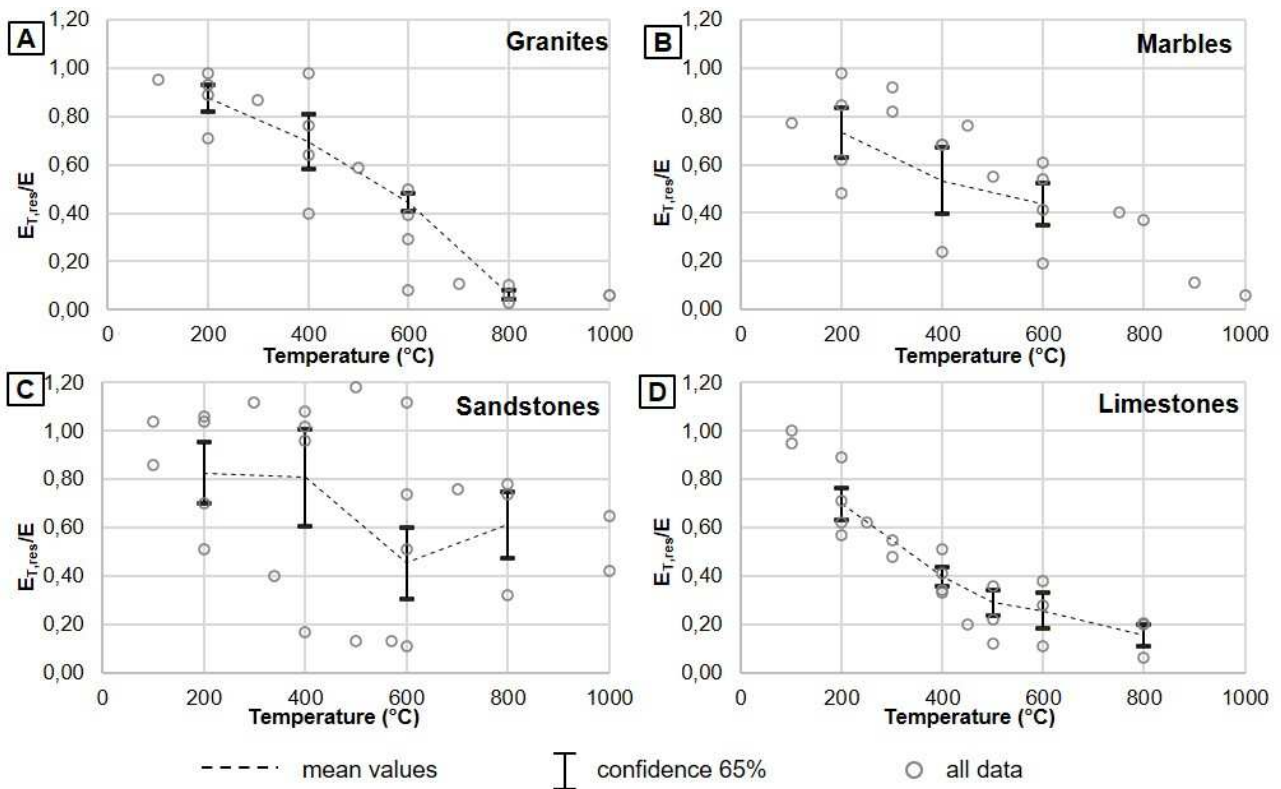 A
Granites
1,20
1,00
0,80
0,60
0,40
0,20
0,00
E_T,res/E
0 200 400 600 800 1000
Temperature (°C)
B
Marbles
1,20
1,00
0,80
0,60
0,40
0,20
0,00
E_T,res/E
0 200 400 600 800 1000
Temperature (°C)
C
Sandstones
1,20
1,00
0,80
0,60
0,40
0,20
0,00
E_T,res/E
0 200 400 600 800 1000
Temperature (°C)
D
Limestones
1,20
1,00
0,80
0,60
0,40
0,20
0,00
E_T,res/E
0 200 400 600 800 1000
Temperature (°C)
mean values confidence 65% all data